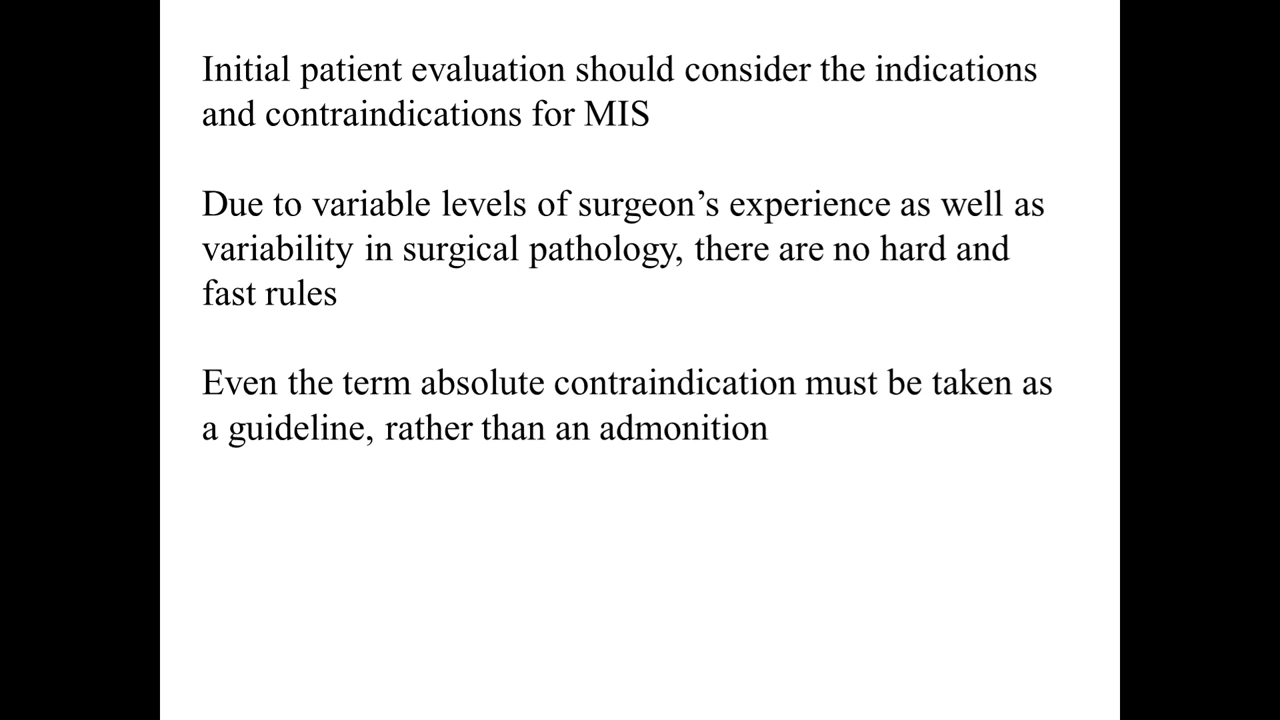 Initial patient evaluation should consider the indications
and contraindications for MIS
Due to variable levels of surgeon’s experience as well as
variability in surgical pathology, there are no hard and
fast rules
Even the term absolute contraindication must be taken as
a guideline, rather than an admonition